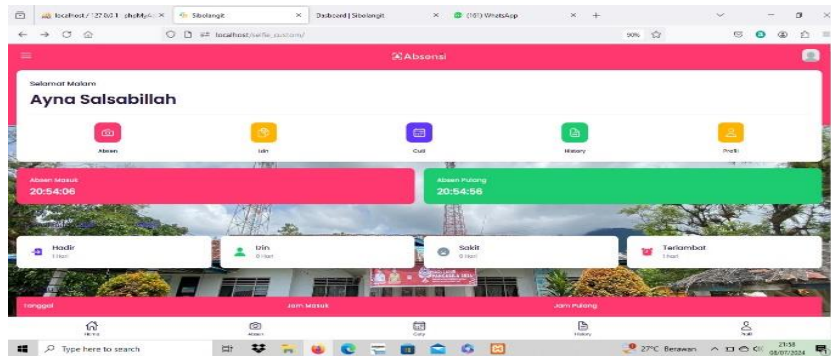 localhost / 127.0.0.1
Sibolangit
Dasboard | Sibolangit
(161) WhatsApp
localhost/selfie_custom/
90%
Absensi
Selamat Malam
Ayna Salsabillah
Absen
Izin
Cuti
History
Profil
Absen Masuk
20:54:06
Absen Pulang
20:54:56
Hadir
1 Hari
Izin
0 Hari
Sakit
0 Hari
Terlambat
1 Hari
Tanggal
Jam Masuk
Jam Pulang
Home
Absen
Cuty
History
Profil
Type here to search
27°C Berawan
21:58
08/07/2024